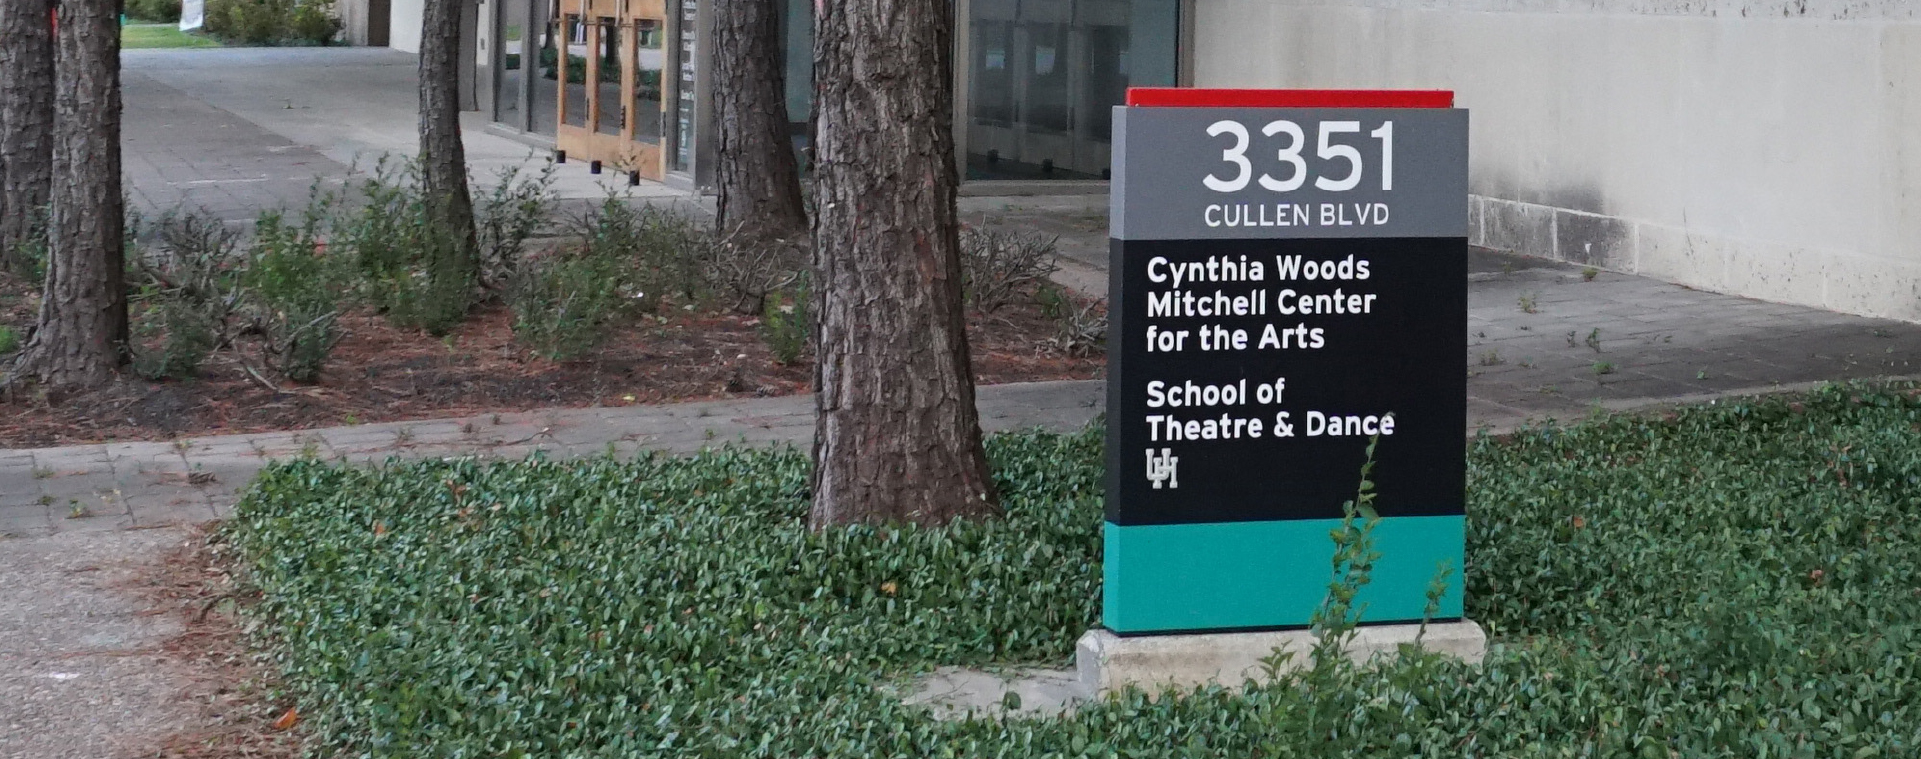 3351
CULLEN BLVD
Cynthia Woods
Mitchell Center
for the Arts
School of
Theatre & Dance
UH